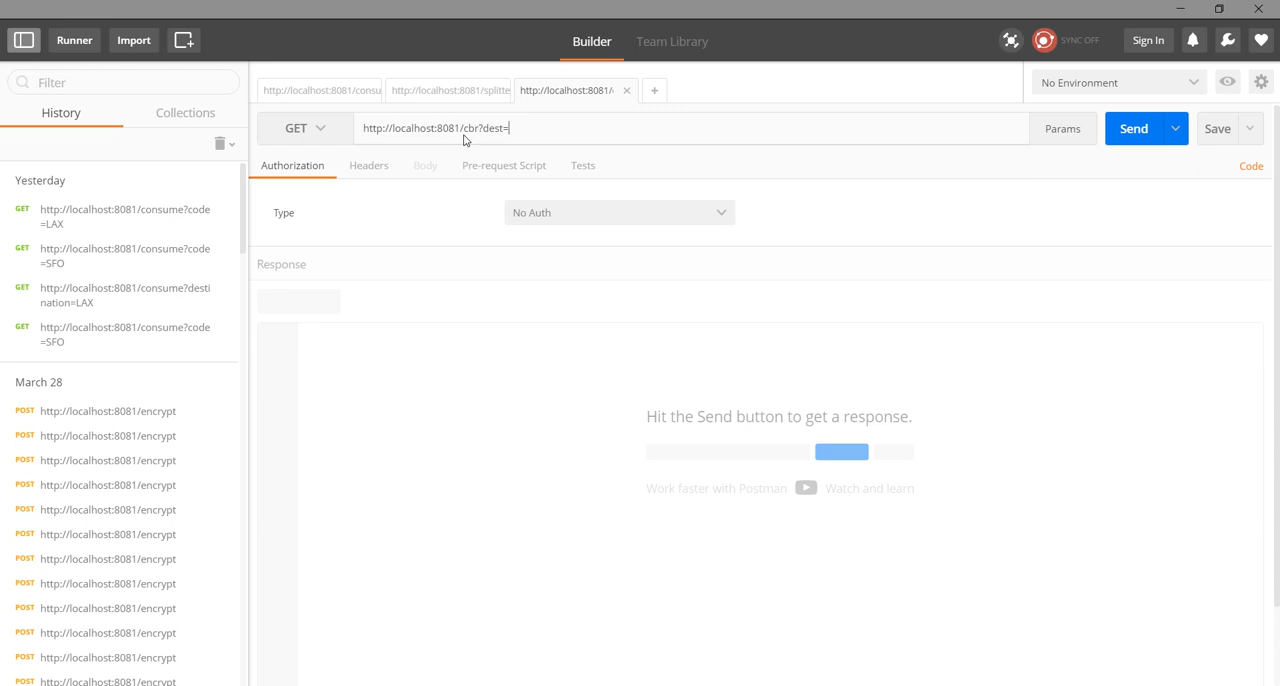 Runner
Import
Builder
Team Library
SYNC OFF
Sign In
Filter
History
Collections
http://localhost:8081/consu
http://localhost:8081/splitte
http://localhost:8081/
No Environment
GET
http://localhost:8081/cbr?dest=
Params
Send
Save
Authorization
Headers
Body
Pre-request Script
Tests
Code
Type
No Auth
Response
Hit the Send button to get a response.
Work faster with Postman
Watch and learn
Yesterday
GET http://localhost:8081/consume?code
=LAX
GET http://localhost:8081/consume?code
=SFO
GET http://localhost:8081/consume?desti
nation=LAX
GET http://localhost:8081/consume?code
=SFO
March 28
POST http://localhost:8081/encrypt
POST http://localhost:8081/encrypt
POST http://localhost:8081/encrypt
POST http://localhost:8081/encrypt
POST http://localhost:8081/encrypt
POST http://localhost:8081/encrypt
POST http://localhost:8081/encrypt
POST http://localhost:8081/encrypt
POST http://localhost:8081/encrypt
POST http://localhost:8081/encrypt
POST http://localhost:8081/encrypt
POST http://localhost:8081/encrypt